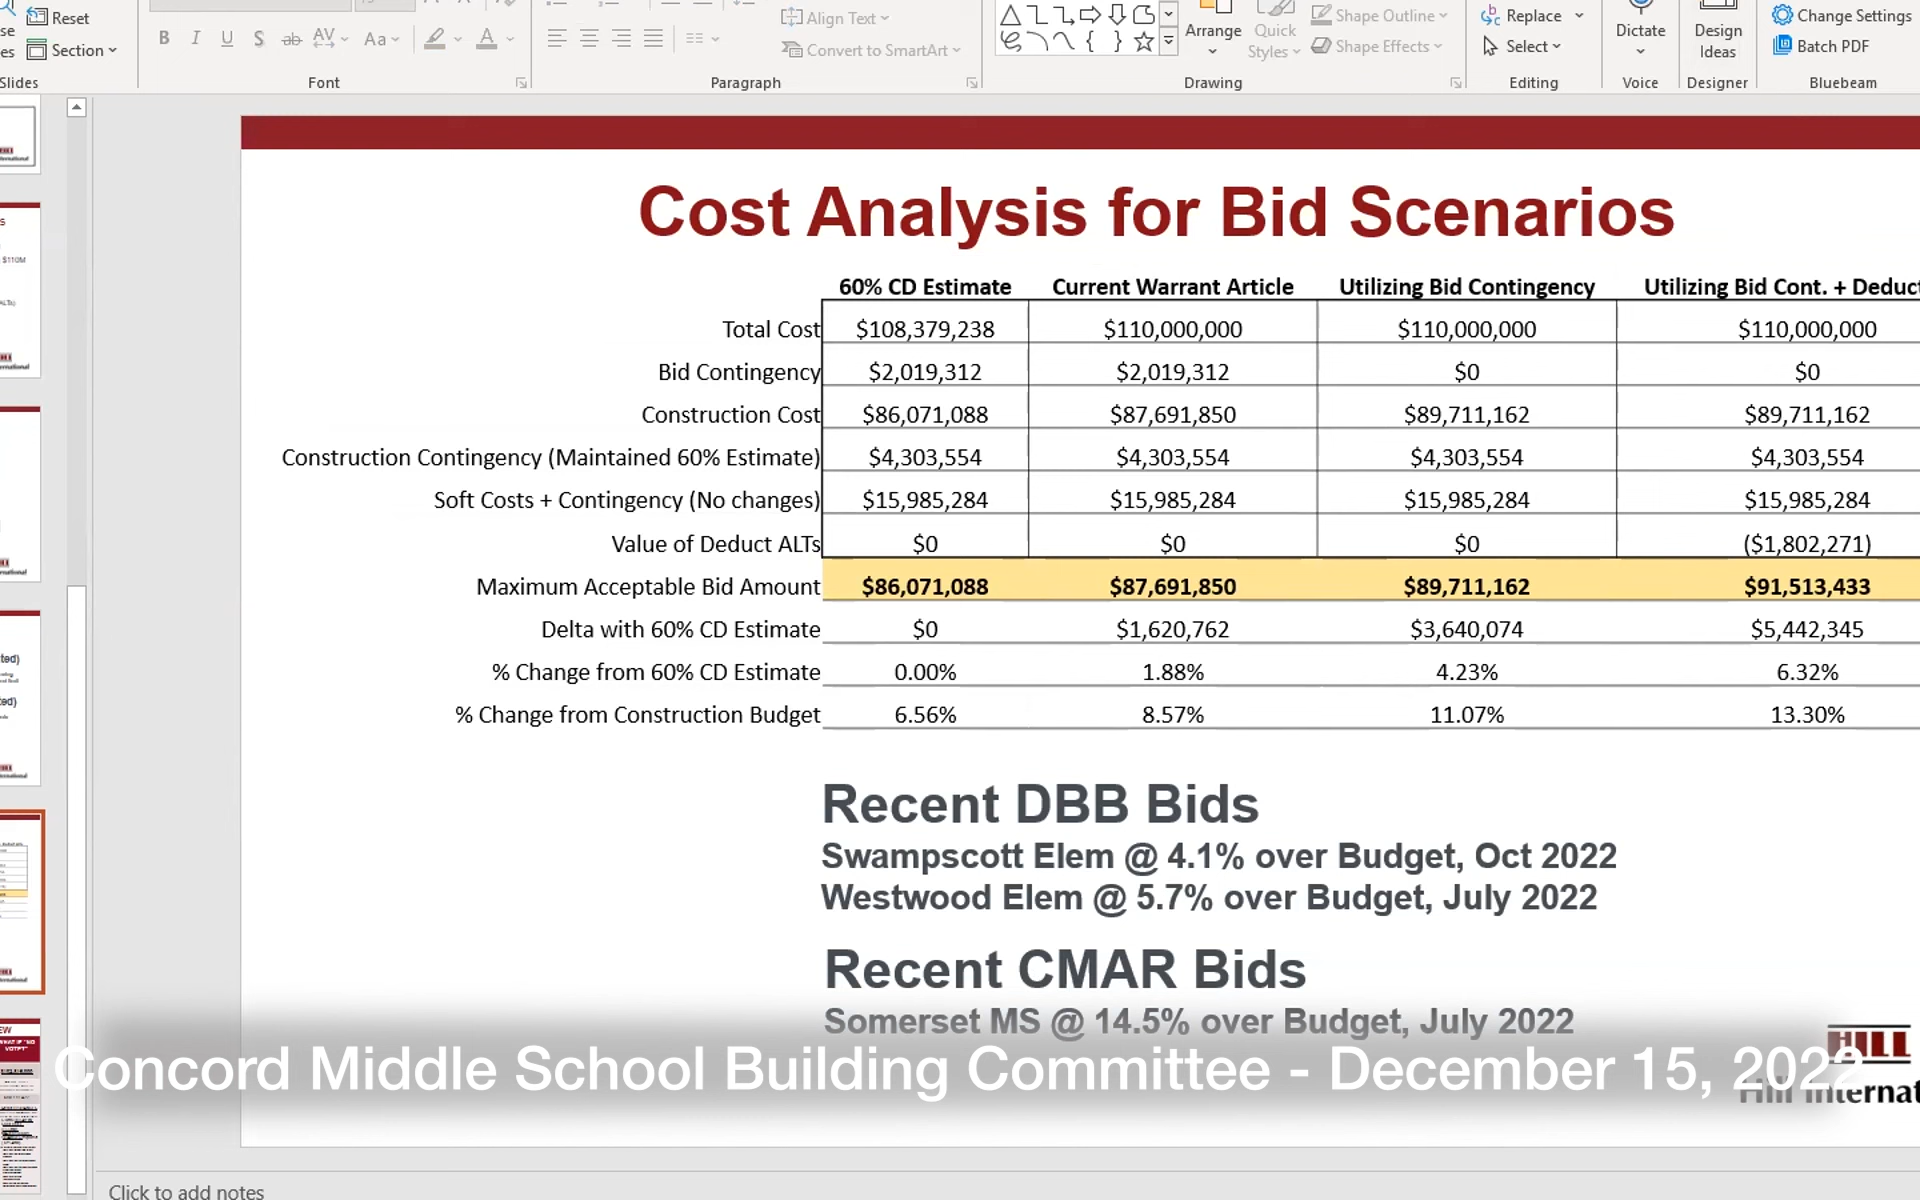 Reset
Section
Slides
Aa
Font
Align Text
Convert to SmartArt
Paragraph
Arrange
Quick
Styles
Shape Outline
Shape Effects
Drawing
Replace
Select
Editing
Dictate
Voice
Design
Ideas
Designer
Change Settings
Batch PDF
Bluebeam
Cost Analysis for Bid Scenarios
60% CD Estimate Current Warrant Article Utilizing Bid Contingency Utilizing Bid Cont. + Deduct
Total Cost $108,379,238 $110,000,000 $110,000,000 $110,000,000
Bid Contingency $2,019,312 $2,019,312 $0 $0
Construction Cost $86,071,088 $87,691,850 $89,711,162 $89,711,162
Construction Contingency (Maintained 60% Estimate) $4,303,554 $4,303,554 $4,303,554 $4,303,554
Soft Costs + Contingency (No changes) $15,985,284 $15,985,284 $15,985,284 $15,985,284
Value of Deduct ALTs $0 $0 $0 ($1,802,271)
Maximum Acceptable Bid Amount $86,071,088 $87,691,850 $89,711,162 $91,513,433
Delta with 60% CD Estimate $0 $1,620,762 $3,640,074 $5,442,345
% Change from 60% CD Estimate 0.00% 1.88% 4.23% 6.32%
% Change from Construction Budget 6.56% 8.57% 11.07% 13.30%
Recent DBB Bids
Swampscott Elem @ 4.1% over Budget, Oct 2022
Westwood Elem @ 5.7% over Budget, July 2022
Recent CMAR Bids
Somerset MS @ 14.5% over Budget, July 2022
HILL
Hill Internat
Concord Middle School Building Committee - December 15, 2022
Click to add notes